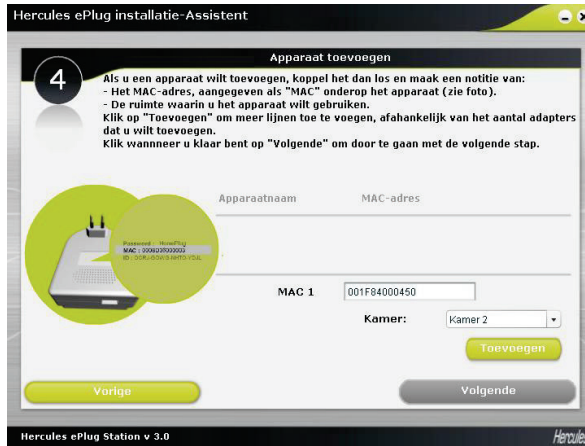 Hercules ePlug installatie-Assistent
Apparaat toevoegen
4
Als u een apparaat wilt toevoegen, koppel het dan los en maak een notitie van:
- Het MAC-adres, aangegeven als "MAC" onderop het apparaat (zie foto).
- De ruimte waarin u het apparaat wilt gebruiken.
Klik op "Toevoegen" om meer lijnen toe te voegen, afahankelijk van het aantal adapters
dat u wilt toevoegen.
Klik wannneer u klaar bent op "Volgende" om door te gaan met de volgende stap.
Apparaatnaam MAC-adres
Password : HomePlug
MAC :
MAC 1 001F84000450
Kamer: Kamer 2
Toevoegen
Vorige Volgende
Hercules ePlug Station v 3.0
Hercules